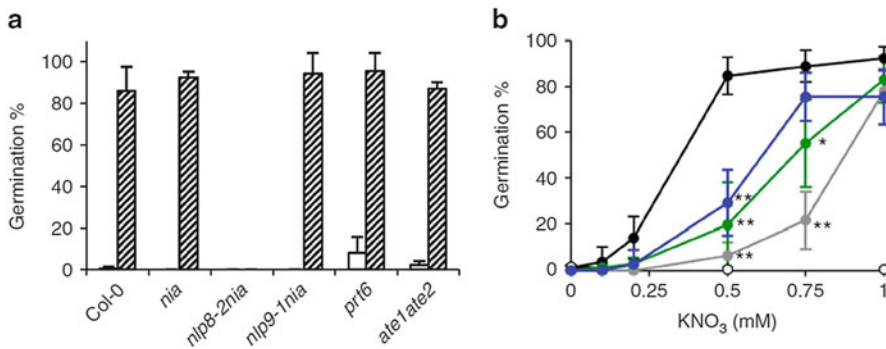 a
Germination %
100
80
60
40
20
0
Col-0
nia
nlp8-2nia
nlp9-1nia
prt6
ate1ate2
b
Germination %
100
80
60
40
20
0
**
**
**
*
**
0
0.25
0.5
0.75
1
KNO₃ (mM)